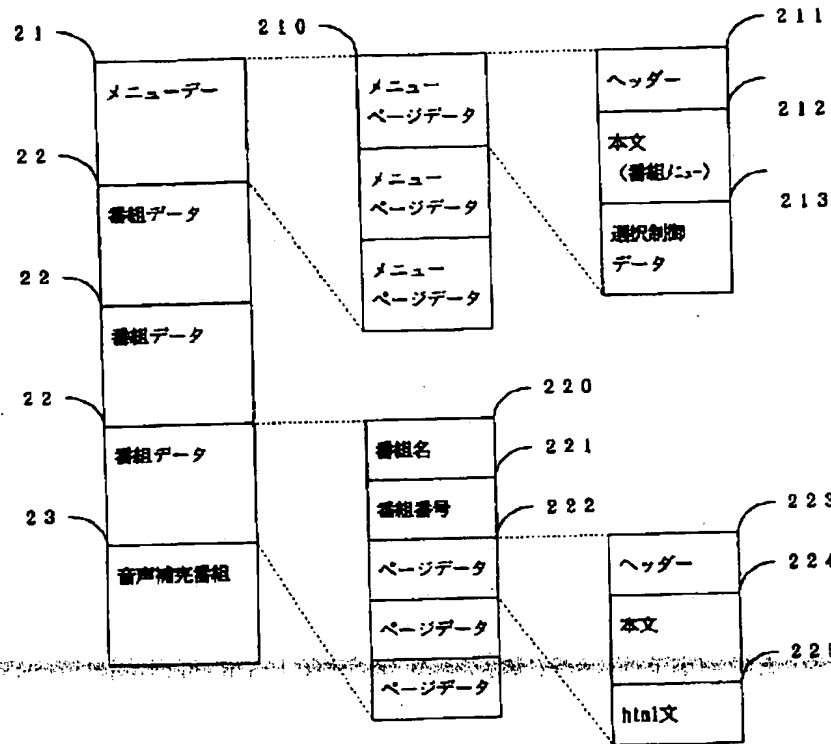 21
メニューデー
22
番組データ
22
番組データ
22
番組データ
23
音声補充番組
210
メニュー
ページデータ
メニュー
ページデータ
メニュー
ページデータ
211
ヘッダー
212
本文
(番組メニュー)
213
選択制御
データ
220
番組名
221
番組番号
222
ページデータ
ページデータ
ページデータ
223
ヘッダー
224
本文
225
html文